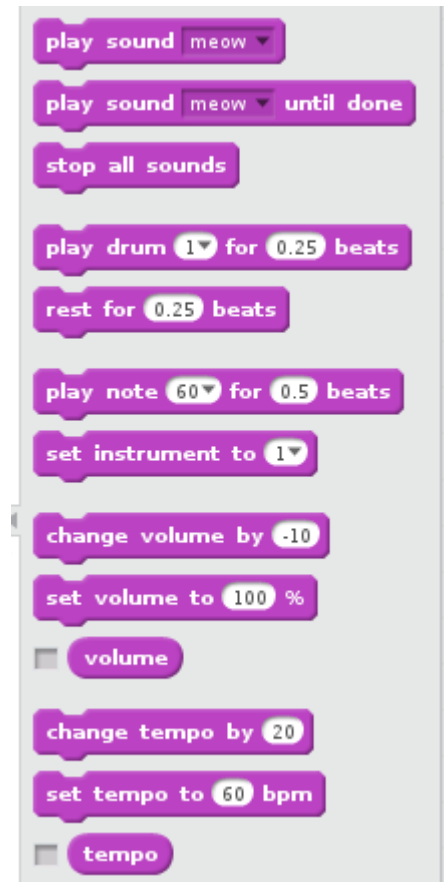 play sound meow
play sound meow until done
stop all sounds
play drum 1 for 0.25 beats
rest for 0.25 beats
play note 60 for 0.5 beats
set instrument to 1
change volume by -10
set volume to 100 %
volume
change tempo by 20
set tempo to 60 bpm
tempo